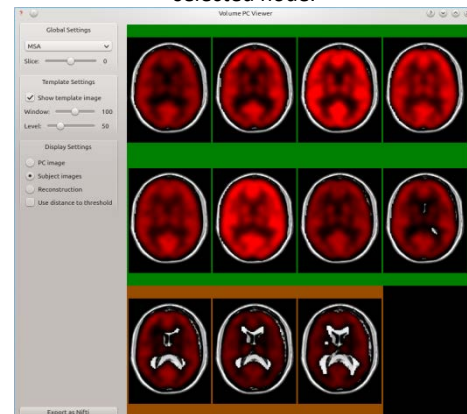 selected node.
Volume PC Viewer
Global Settings
MSA
Slice: 0
Template Settings
Show template image
Window: 100
Level: 50
Display Settings
PC image
Subject images
Reconstruction
Use distance to threshold
Export as Nifti